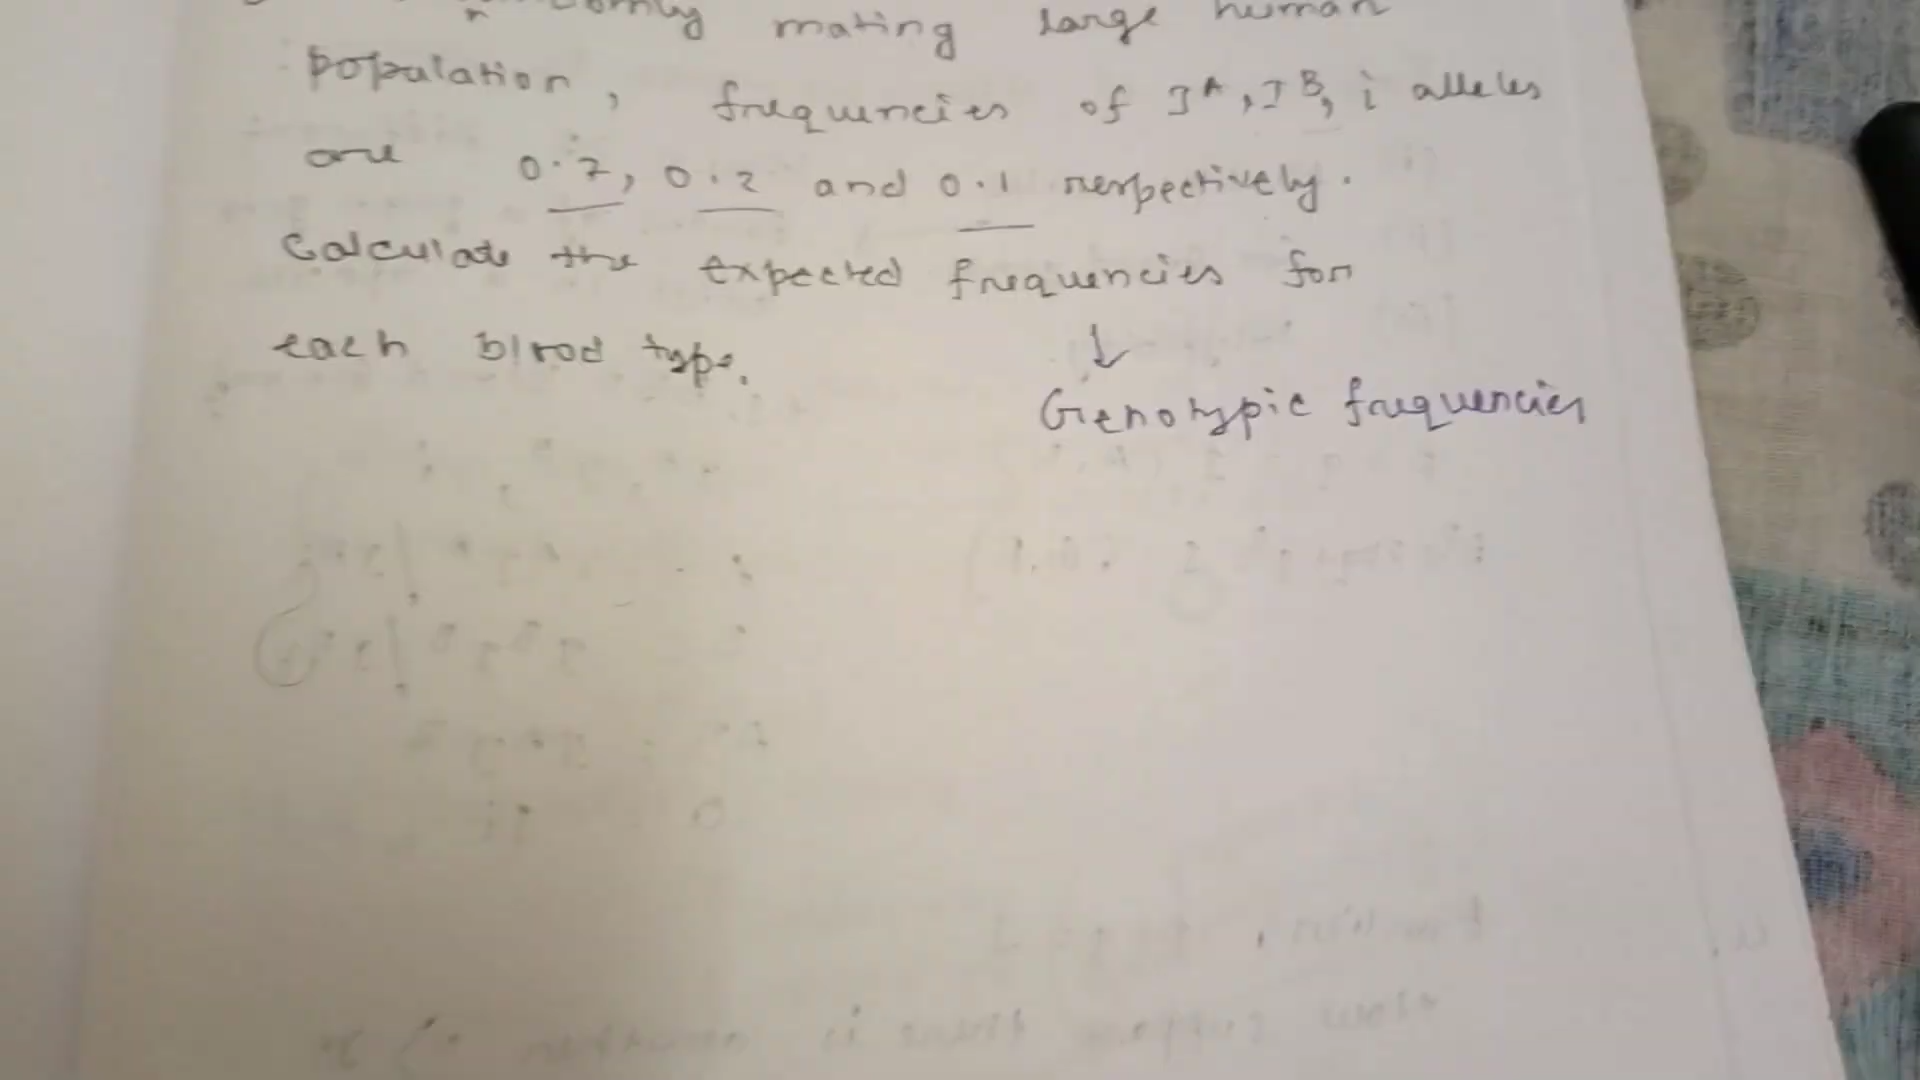 mating large human
population, frequencies of I^A, I^B, i alleles
are 0.7, 0.2 and 0.1 respectively.
Calculate the expected frequencies for
each blood type.
↓
Genotypic frequencies